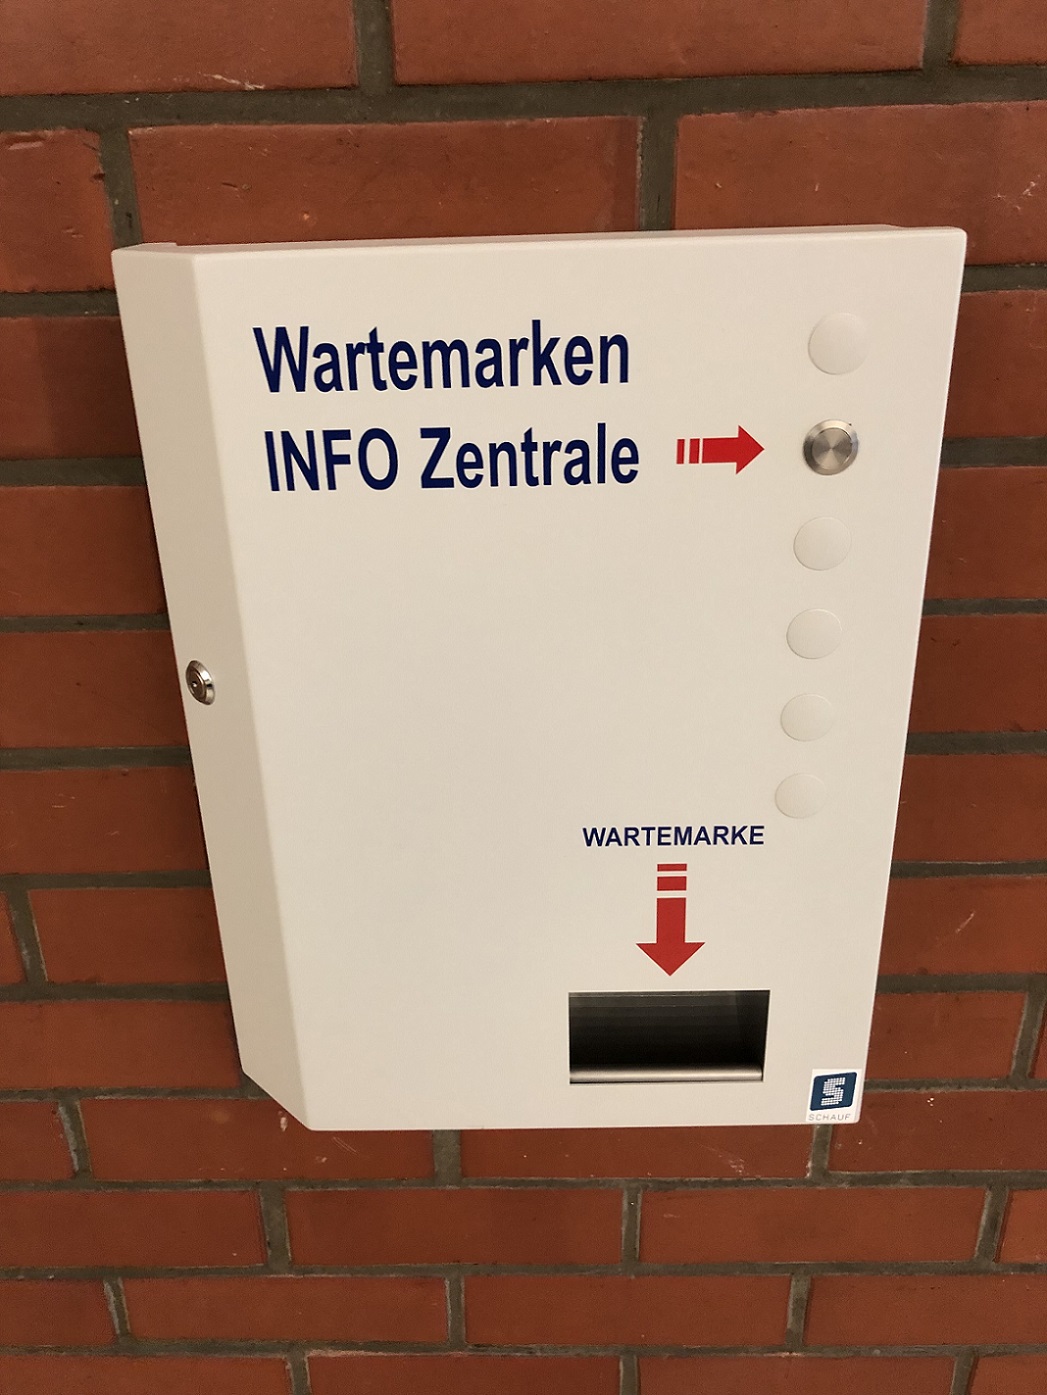 Wartemarken
INFO Zentrale
WARTEMARKE
S
SCHAUF